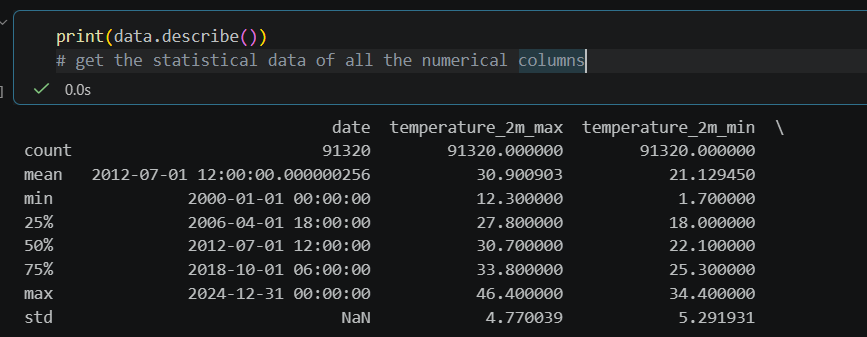 print(data.describe())
# get the statistical data of all the numerical columns
]
0.0s
date temperature_2m_max temperature_2m_min \
count 91320 91320.000000 91320.000000
mean 2012-07-01 12:00:00.000000256 30.900903 21.129450
min 2000-01-01 00:00:00 12.300000 1.700000
25% 2006-04-01 18:00:00 27.800000 18.000000
50% 2012-07-01 12:00:00 30.700000 22.100000
75% 2018-10-01 06:00:00 33.800000 25.300000
max 2024-12-31 00:00:00 46.400000 34.400000
std NaN 4.770039 5.291931